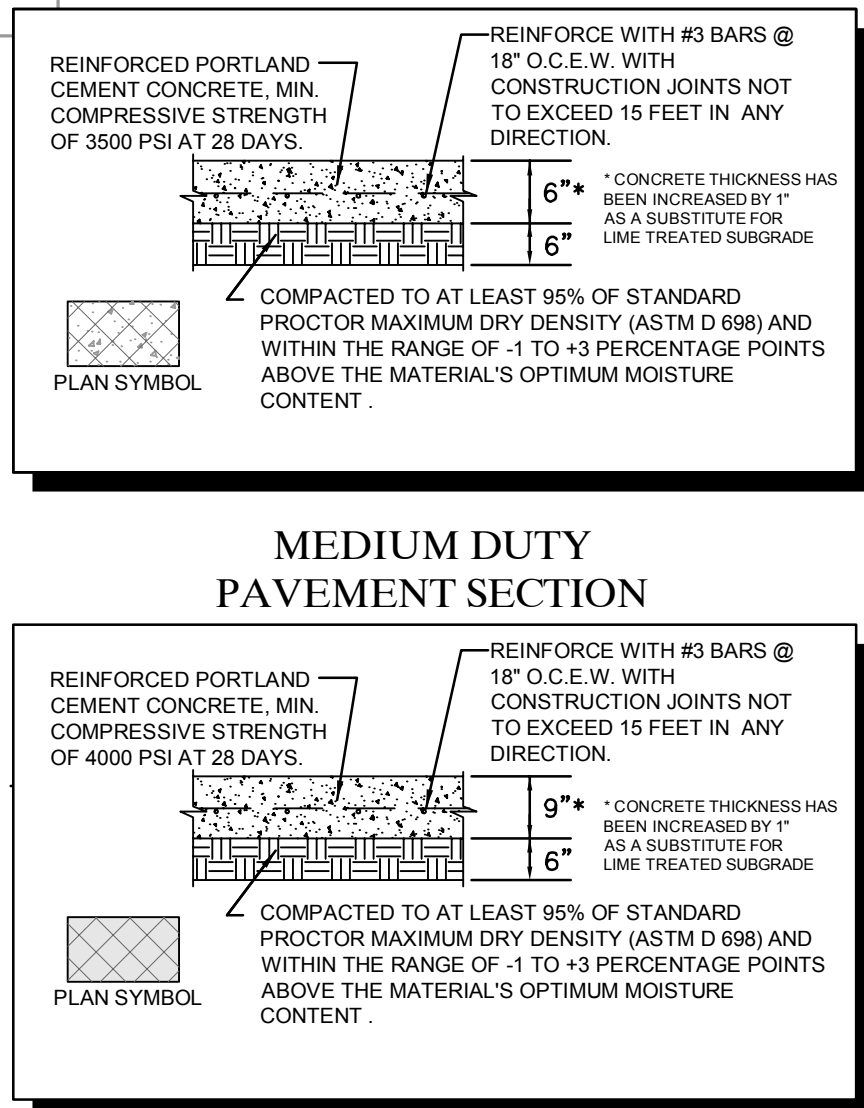 REINFORCED PORTLAND
CEMENT CONCRETE, MIN.
COMPRESSIVE STRENGTH
OF 3500 PSI AT 28 DAYS.
REINFORCE WITH #3 BARS @
18" O.C.E.W. WITH
CONSTRUCTION JOINTS NOT
TO EXCEED 15 FEET IN ANY
DIRECTION.
6"*
6"
* CONCRETE THICKNESS HAS
BEEN INCREASED BY 1"
AS A SUBSTITUTE FOR
LIME TREATED SUBGRADE
PLAN SYMBOL
COMPACTED TO AT LEAST 95% OF STANDARD
PROCTOR MAXIMUM DRY DENSITY (ASTM D 698) AND
WITHIN THE RANGE OF -1 TO +3 PERCENTAGE POINTS
ABOVE THE MATERIAL'S OPTIMUM MOISTURE
CONTENT .
MEDIUM DUTY
PAVEMENT SECTION
REINFORCED PORTLAND
CEMENT CONCRETE, MIN.
COMPRESSIVE STRENGTH
OF 4000 PSI AT 28 DAYS.
REINFORCE WITH #3 BARS @
18" O.C.E.W. WITH
CONSTRUCTION JOINTS NOT
TO EXCEED 15 FEET IN ANY
DIRECTION.
9"*
6"
* CONCRETE THICKNESS HAS
BEEN INCREASED BY 1"
AS A SUBSTITUTE FOR
LIME TREATED SUBGRADE
PLAN SYMBOL
COMPACTED TO AT LEAST 95% OF STANDARD
PROCTOR MAXIMUM DRY DENSITY (ASTM D 698) AND
WITHIN THE RANGE OF -1 TO +3 PERCENTAGE POINTS
ABOVE THE MATERIAL'S OPTIMUM MOISTURE
CONTENT .